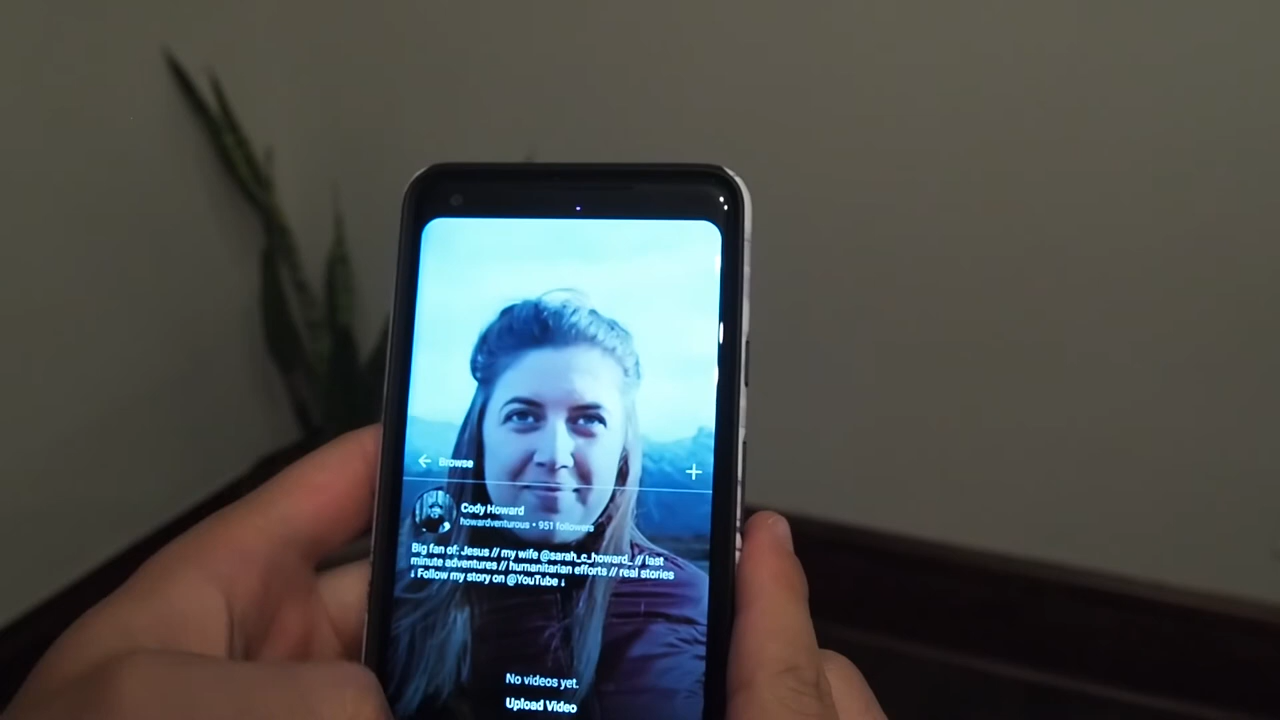 Browse
Cody Howard
howardventurous • 951 followers
Big fan of: Jesus // my wife @sarah_c_howard_ // last
minute adventures // humanitarian efforts // real stories
↓ Follow my story on @YouTube ↓
No videos yet.
Upload Video